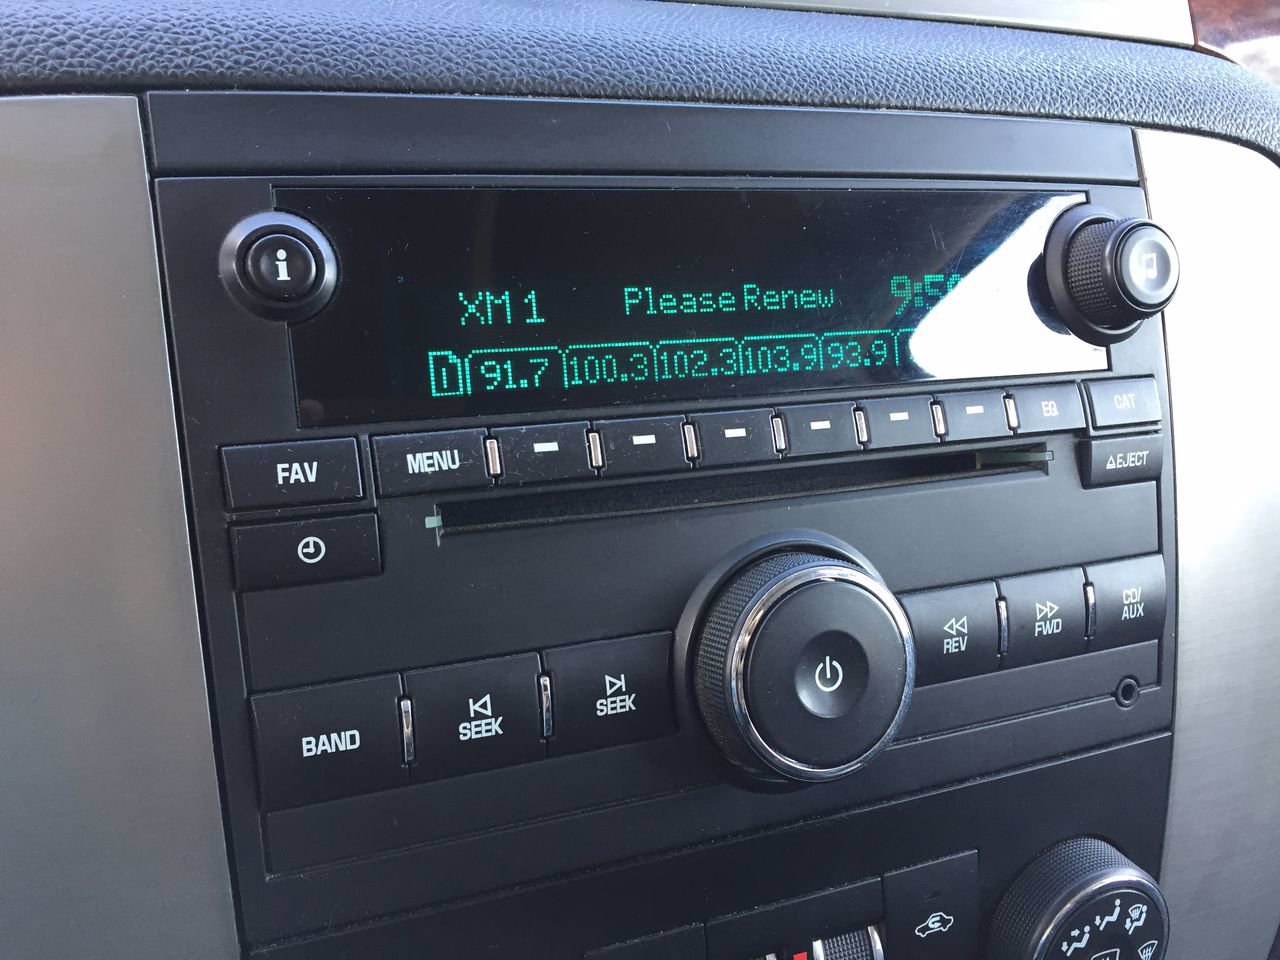 i
XM 1 Please Renew
1 91.7 100.3 102.3 103.9 93.9
FAV MENU EQ CAT
EJECT
BAND SEEK SEEK REV FWD CD/
AUX